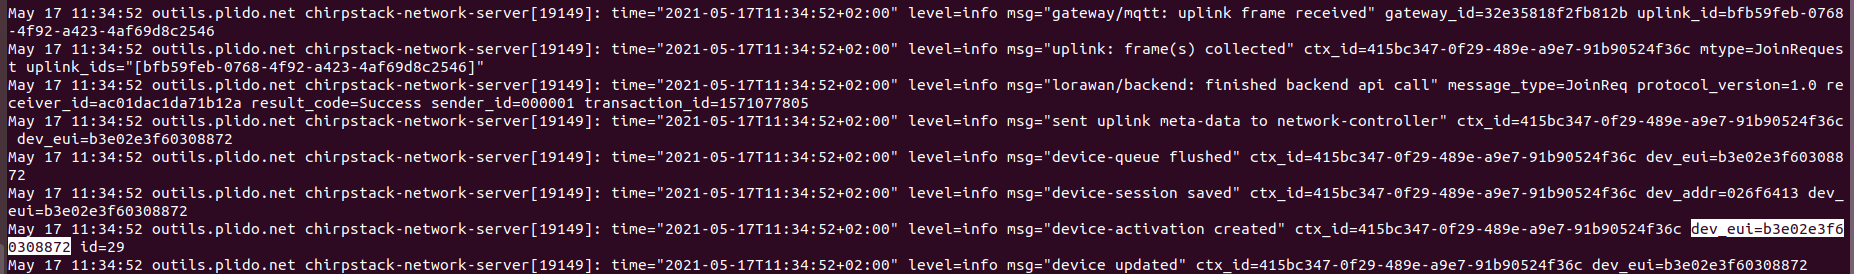 May 17 11:34:52 outils.plido.net chirpstack-network-server[19149]: time="2021-05-17T11:34:52+02:00" level=info msg="gateway/mqtt: uplink frame received" gateway_id=32e35818f2fb812b uplink_id=bfb59feb-0768
-4f92-a423-4af69d8c2546
May 17 11:34:52 outils.plido.net chirpstack-network-server[19149]: time="2021-05-17T11:34:52+02:00" level=info msg="uplink: frame(s) collected" ctx_id=415bc347-0f29-489e-a9e7-91b90524f36c mtype=JoinReques
t uplink_ids="[bfb59feb-0768-4f92-a423-4af69d8c2546]"
May 17 11:34:52 outils.plido.net chirpstack-network-server[19149]: time="2021-05-17T11:34:52+02:00" level=info msg="lorawan/backend: finished backend api call" message_type=JoinReq protocol_version=1.0 re
ceiver_id=ac01dac1da71b12a result_code=Success sender_id=000001 transaction_id=1571077805
May 17 11:34:52 outils.plido.net chirpstack-network-server[19149]: time="2021-05-17T11:34:52+02:00" level=info msg="sent uplink meta-data to network-controller" ctx_id=415bc347-0f29-489e-a9e7-91b90524f36c
dev_eui=b3e02e3f60308872
May 17 11:34:52 outils.plido.net chirpstack-network-server[19149]: time="2021-05-17T11:34:52+02:00" level=info msg="device-queue flushed" ctx_id=415bc347-0f29-489e-a9e7-91b90524f36c dev_eui=b3e02e3f603088
72
May 17 11:34:52 outils.plido.net chirpstack-network-server[19149]: time="2021-05-17T11:34:52+02:00" level=info msg="device-session saved" ctx_id=415bc347-0f29-489e-a9e7-91b90524f36c dev_addr=026f6413 dev_
eui=b3e02e3f60308872
May 17 11:34:52 outils.plido.net chirpstack-network-server[19149]: time="2021-05-17T11:34:52+02:00" level=info msg="device-activation created" ctx_id=415bc347-0f29-489e-a9e7-91b90524f36c dev_eui=b3e02e3f6
0308872 id=29
May 17 11:34:52 outils.plido.net chirpstack-network-server[19149]: time="2021-05-17T11:34:52+02:00" level=info msg="device updated" ctx_id=415bc347-0f29-489e-a9e7-91b90524f36c dev_eui=b3e02e3f60308872